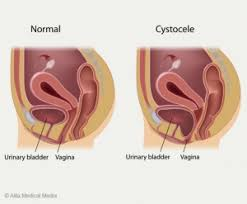 Normal
Cystocele
Urinary bladder
Vagina
Urinary bladder
Vagina
© Alila Medical Media